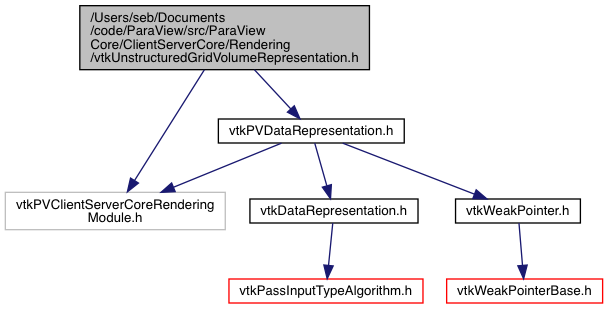 /Users/seb/Documents
/code/ParaView/src/ParaView
Core/ClientServerCore/Rendering
/vtkUnstructuredGridVolumeRepresentation.h
vtkPVDataRepresentation.h
vtkPVClientServerCoreRendering
Module.h
vtkDataRepresentation.h
vtkWeakPointer.h
vtkPassInputTypeAlgorithm.h
vtkWeakPointerBase.h